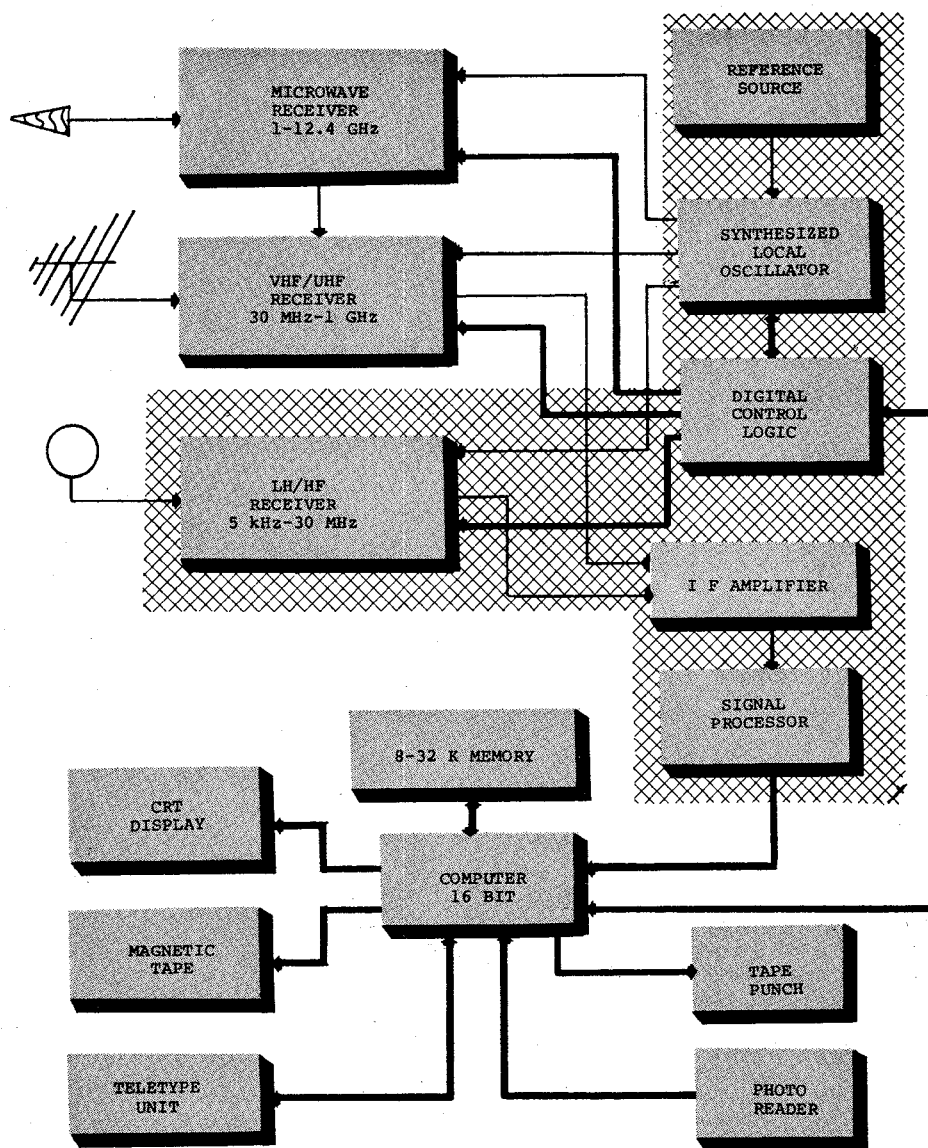 MICROWAVE
RECEIVER
1-12.4 GHz
REFERENCE
SOURCE
SYNTHESIZED
LOCAL
OSCILLATOR
VHF/UHF
RECEIVER
30 MHz-1 GHz
DIGITAL
CONTROL
LOGIC
LH/HF
RECEIVER
5 kHz-30 MHz
I F AMPLIFIER
SIGNAL
PROCESSOR
8-32 K MEMORY
CRT
DISPLAY
COMPUTER
16 BIT
MAGNETIC
TAPE
TAPE
PUNCH
TELETYPE
UNIT
PHOTO
READER